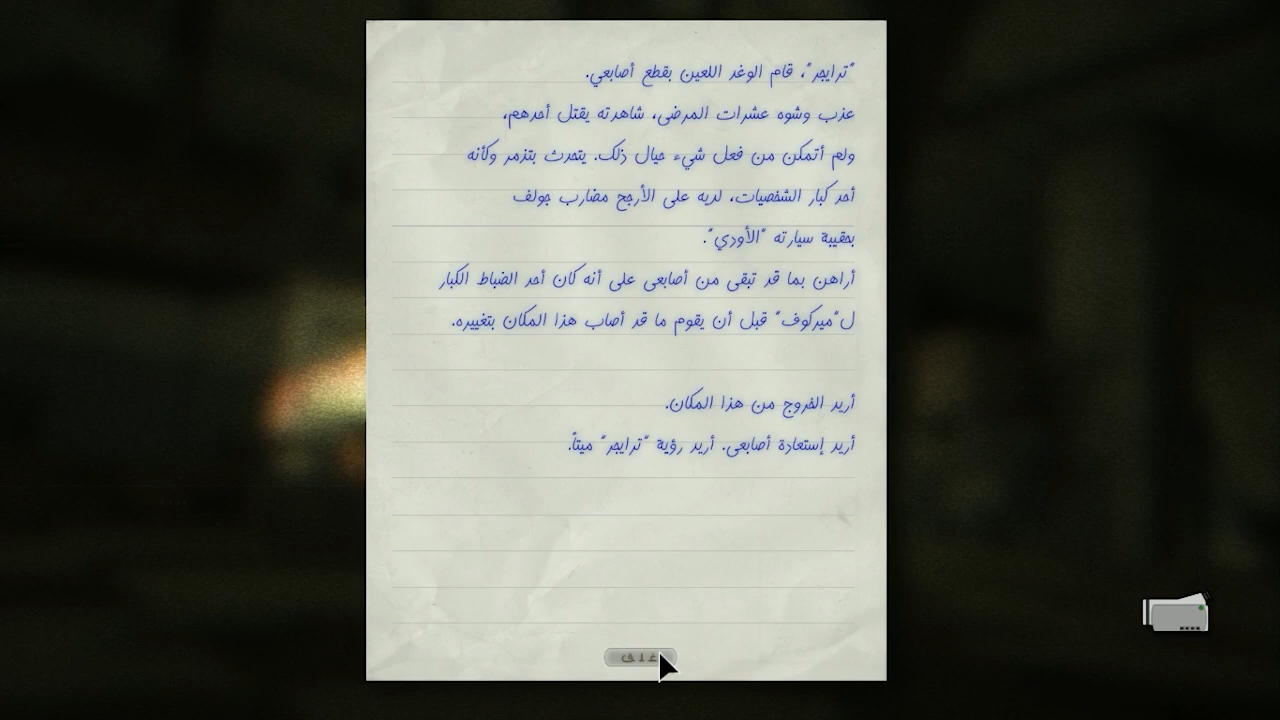 "ترايجر"، قام الوغد اللعين بقطع أصابعي.
عذب وشوه عشرات المرضى، شاهدته يقتل أحدهم،
ولم أتمكن من فعل شيء حيال ذلك. يتحدث بتذمر وكأنه
أحد كبار الشخصيات، لديه على الأرجح مضارب جولف
بحقيبة سيارته "الأودي".
أراهن بما قد تبقى من أصابعى على أنه كان أحد الضباط الكبار
ل"ميركوف" قبل أن يقوم ما قد أصاب هذا المكان بتغييره.
أريد الخروج من هذا المكان.
أريد إستعادة أصابعى. أريد رؤية "ترايجر" ميتاً.
غلق